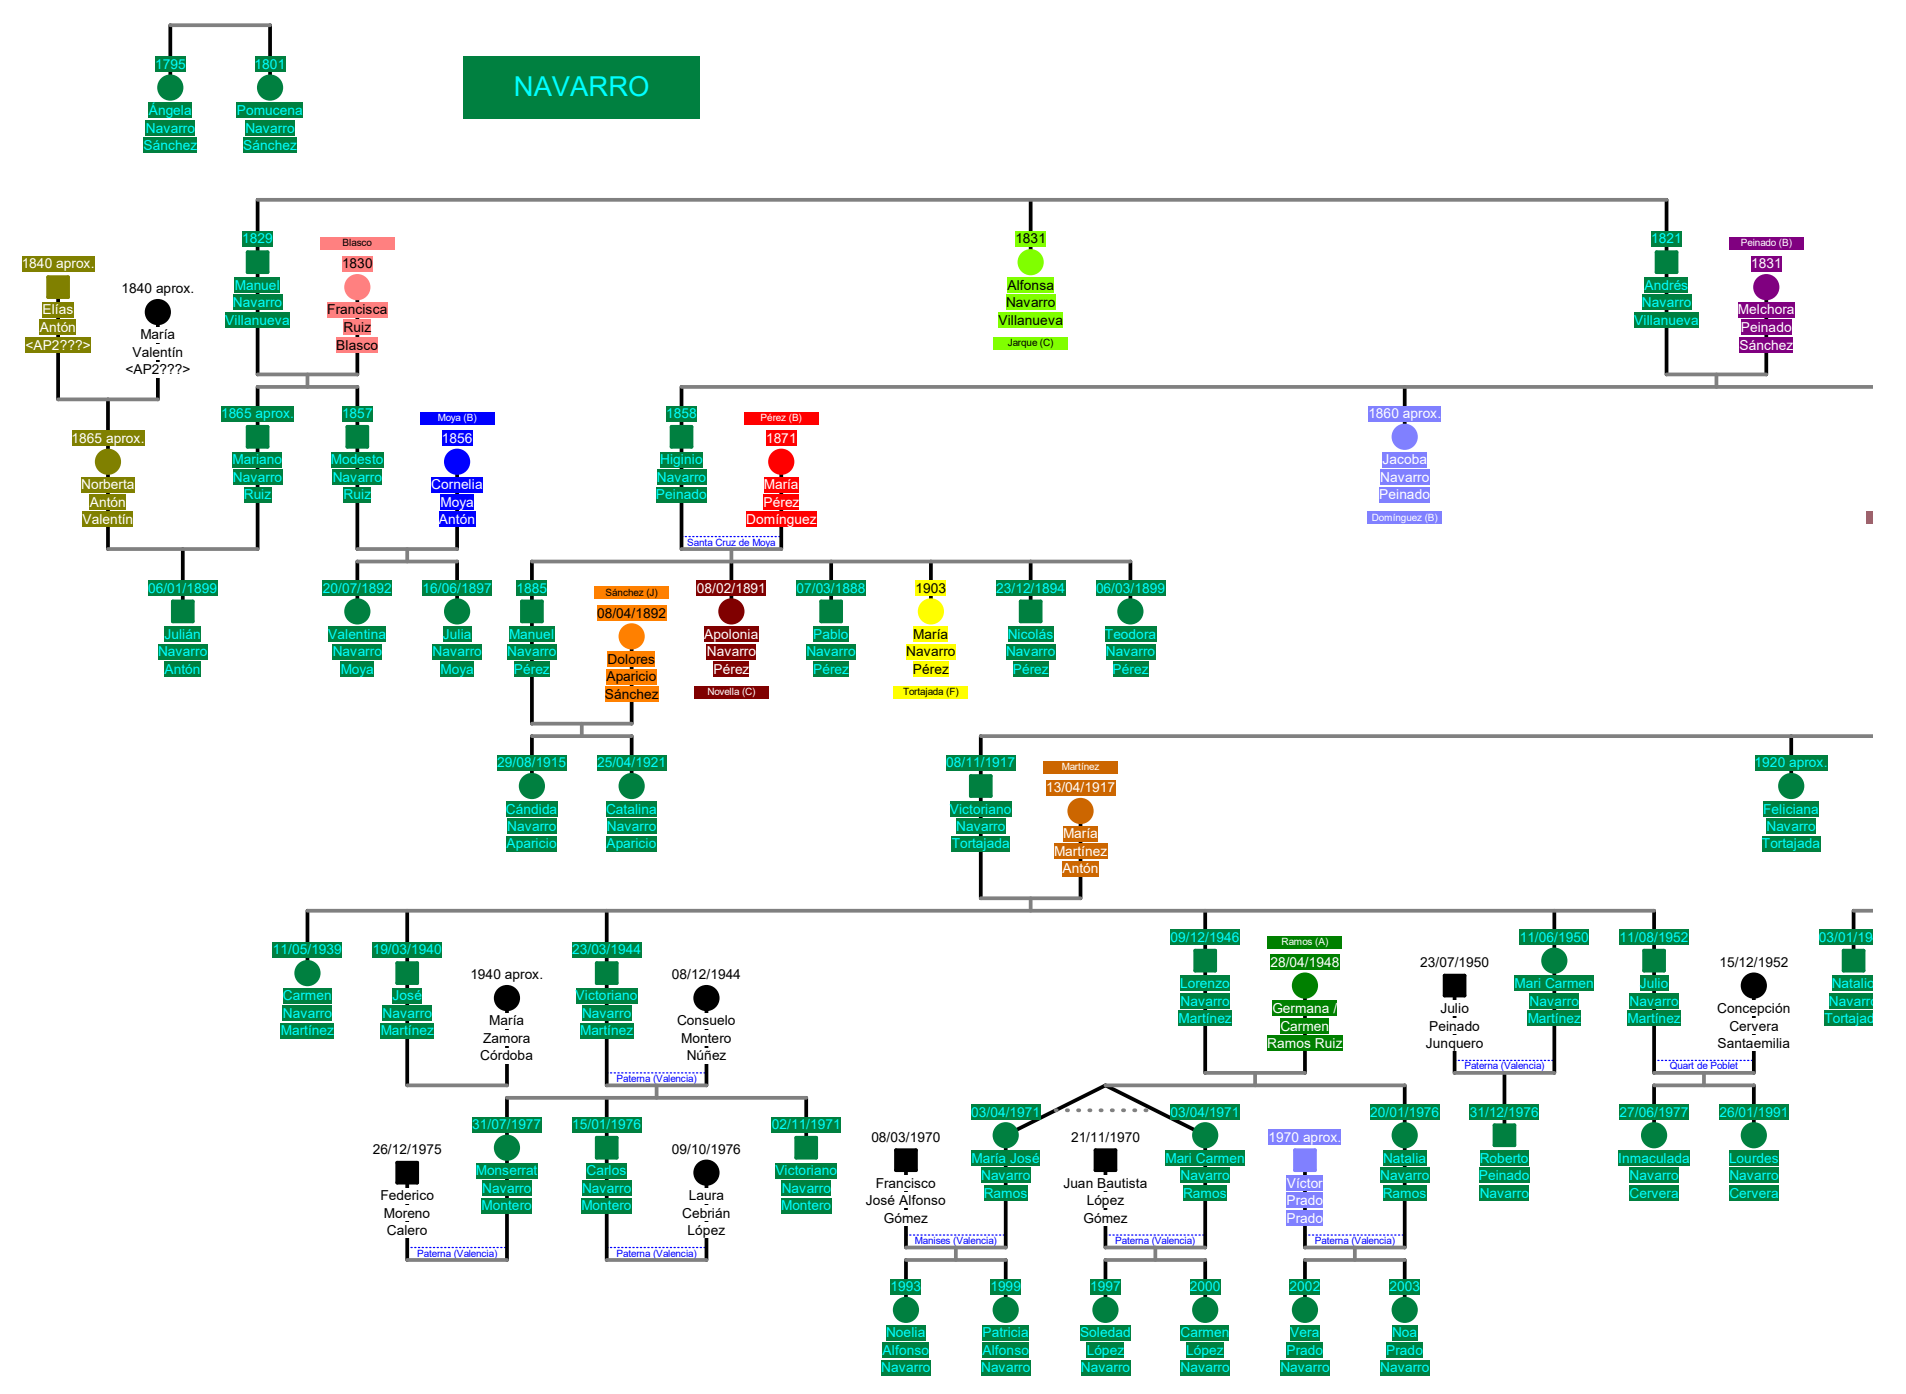 NAVARRO
1795
Ángela
Navarro
Sánchez
1801
Pomucena
Navarro
Sánchez
1840 aprox.
Elías
Antón
<AP2???>
1840 aprox.
María
Valentín
<AP2???>
1829
Manuel
Navarro
Villanueva
Blasco
1830
Francisca
Ruiz
Blasco
1831
Alfonsa
Navarro
Villanueva
Jarque (C)
1821
Andrés
Navarro
Villanueva
Peinado (B)
1831
Melchora
Peinado
Sánchez
1865 aprox.
Norberta
Antón
Valentín
1865 aprox.
Mariano
Navarro
Ruiz
1857
Modesto
Navarro
Ruiz
Moya (B)
1856
Cornelia
Moya
Antón
1858
Higinio
Navarro
Peinado
Pérez (B)
1871
María
Pérez
Domínguez
Santa Cruz de Moya
1860 aprox.
Jacoba
Navarro
Peinado
Domínguez (B)
06/01/1899
Julián
Navarro
Antón
20/07/1892
Valentina
Navarro
Moya
16/06/1897
Julia
Navarro
Moya
1885
Manuel
Navarro
Pérez
Sánchez (J)
08/04/1892
Dolores
Aparicio
Sánchez
08/02/1891
Apolonia
Navarro
Pérez
Novella (C)
07/03/1888
Pablo
Navarro
Pérez
1903
María
Navarro
Pérez
Tortajada (F)
23/12/1894
Nicolás
Navarro
Pérez
06/03/1899
Teodora
Navarro
Pérez
29/08/1915
Cándida
Navarro
Aparicio
25/04/1921
Catalina
Navarro
Aparicio
08/11/1917
Victoriano
Navarro
Tortajada
Martínez
13/04/1917
María
Martínez
Antón
1920 aprox.
Feliciana
Navarro
Tortajada
11/05/1939
Carmen
Navarro
Martínez
19/03/1940
José
Navarro
Martínez
1940 aprox.
María
Zamora
Córdoba
23/03/1944
Victoriano
Navarro
Martínez
08/12/1944
Consuelo
Montero
Núñez
Paterna (Valencia)
09/12/1946
Lorenzo
Navarro
Martínez
Ramos (A)
28/04/1948
Germana /
Carmen
Ramos Ruiz
23/07/1950
Julio
Peinado
Junquero
11/06/1950
Mari Carmen
Navarro
Martínez
Paterna (Valencia)
11/08/1952
Julio
Navarro
Martínez
15/12/1952
Concepción
Cervera
Santaemilia
Quart de Poblet
03/01/19
Natalio
Navarro
Tortajad
26/12/1975
Federico
Moreno
Calero
31/07/1977
Monserrat
Navarro
Montero
Paterna (Valencia)
15/01/1976
Carlos
Navarro
Montero
09/10/1976
Laura
Cebrián
López
Paterna (Valencia)
02/11/1971
Victoriano
Navarro
Montero
08/03/1970
Francisco
José Alfonso
Gómez
03/04/1971
María José
Navarro
Ramos
Manises (Valencia)
21/11/1970
Juan Bautista
López
Gómez
03/04/1971
Mari Carmen
Navarro
Ramos
Paterna (Valencia)
1970 aprox.
Víctor
Prado
Prado
20/01/1976
Natalia
Navarro
Ramos
Paterna (Valencia)
31/12/1976
Roberto
Peinado
Navarro
27/06/1977
Inmaculada
Navarro
Cervera
26/01/1991
Lourdes
Navarro
Cervera
1993
Noelia
Alfonso
Navarro
1999
Patricia
Alfonso
Navarro
1997
Soledad
López
Navarro
2000
Carmen
López
Navarro
2002
Vera
Prado
Navarro
2003
Noa
Prado
Navarro